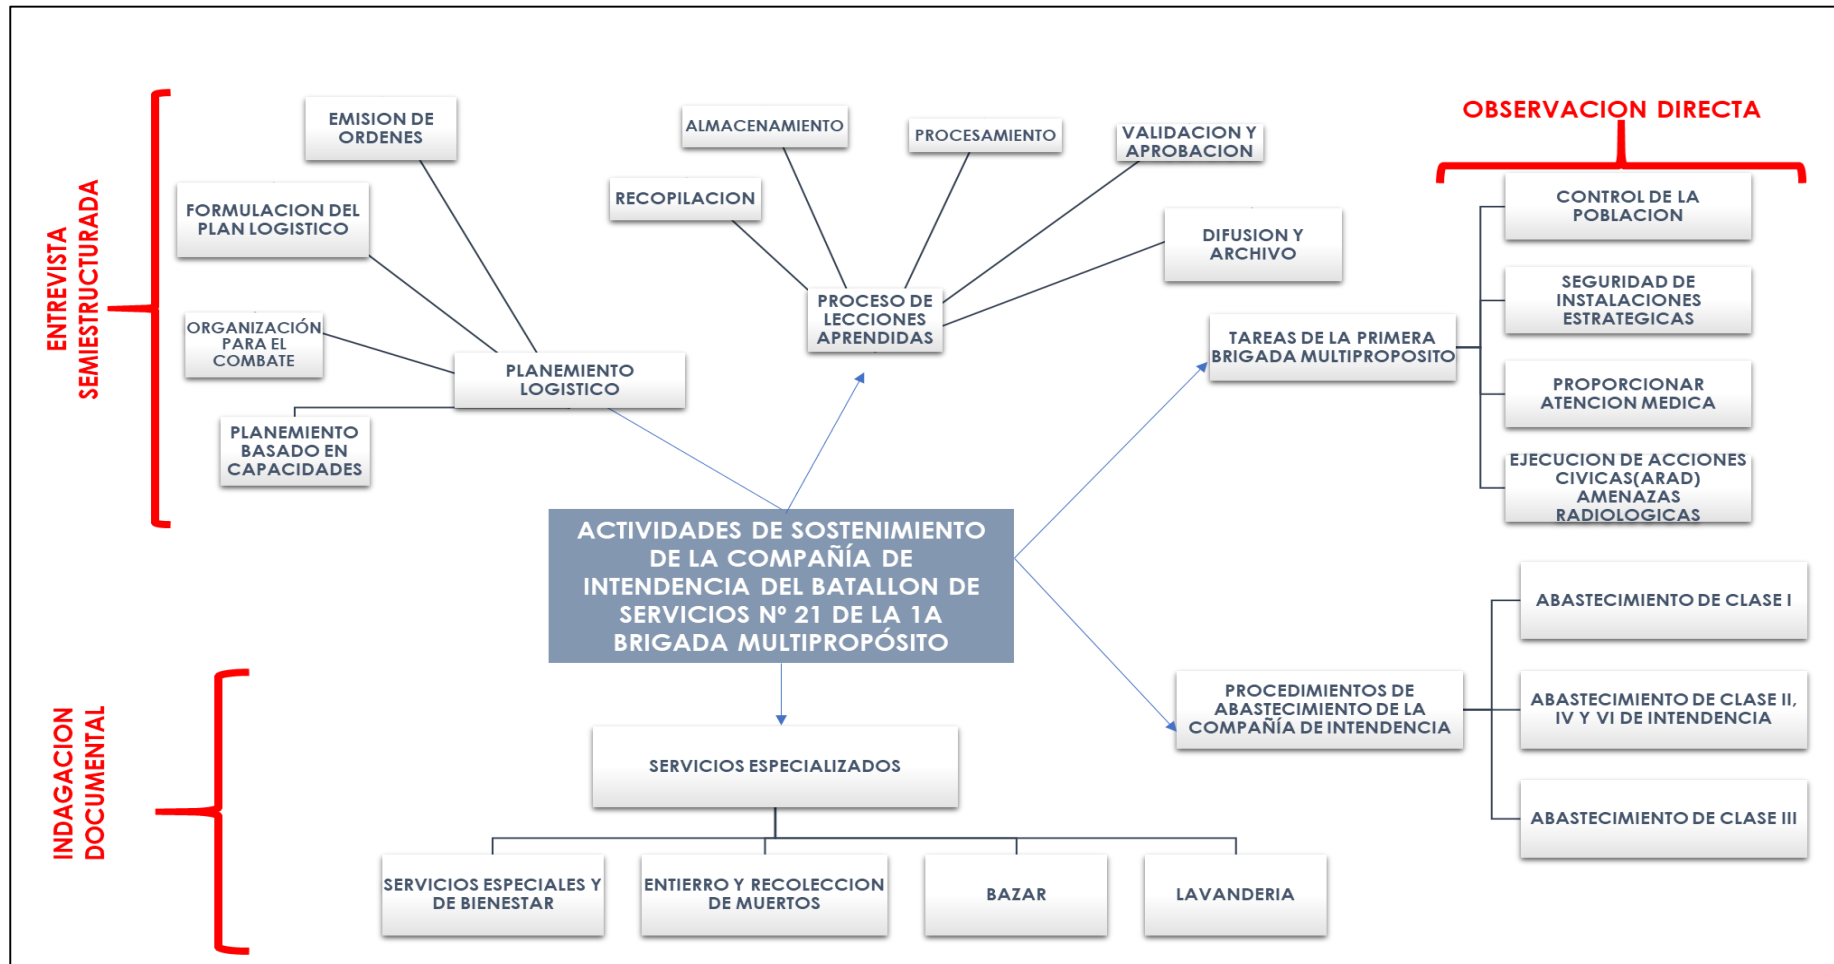 ENTREVISTA
SEMIESTRUCTURADA
EMISION DE
ORDENES
FORMULACION DEL
PLAN LOGISTICO
ORGANIZACIÓN
PARA EL
COMBATE
PLANEMIENTO
BASADO EN
CAPACIDADES
PLANEMIENTO
LOGISTICO
ALMACENAMIENTO
RECOPILACION
PROCESAMIENTO
VALIDACION Y
APROBACION
DIFUSION Y
ARCHIVO
PROCESO DE
LECCIONES
APRENDIDAS
OBSERVACION DIRECTA
TAREAS DE LA PRIMERA
BRIGADA MULTIPROPOSITO
CONTROL DE LA
POBLACION
SEGURIDAD DE
INSTALACIONES
ESTRATEGICAS
PROPORCIONAR
ATENCION MEDICA
EJECUCION DE ACCIONES
CIVICAS(ARAD)
AMENAZAS
RADIOLOGICAS
ACTIVIDADES DE SOSTENIMIENTO
DE LA COMPAÑÍA DE
INTENDENCIA DEL BATALLON DE
SERVICIOS Nº 21 DE LA 1A
BRIGADA MULTIPROPÓSITO
PROCEDIMIENTOS DE
ABASTECIMIENTO DE LA
COMPAÑÍA DE INTENDENCIA
ABASTECIMIENTO DE CLASE I
ABASTECIMIENTO DE CLASE II,
IV Y VI DE INTENDENCIA
ABASTECIMIENTO DE CLASE III
INDAGACION
DOCUMENTAL
SERVICIOS ESPECIALIZADOS
SERVICIOS ESPECIALES Y
DE BIENESTAR
ENTIERRO Y RECOLECCION
DE MUERTOS
BAZAR
LAVANDERIA